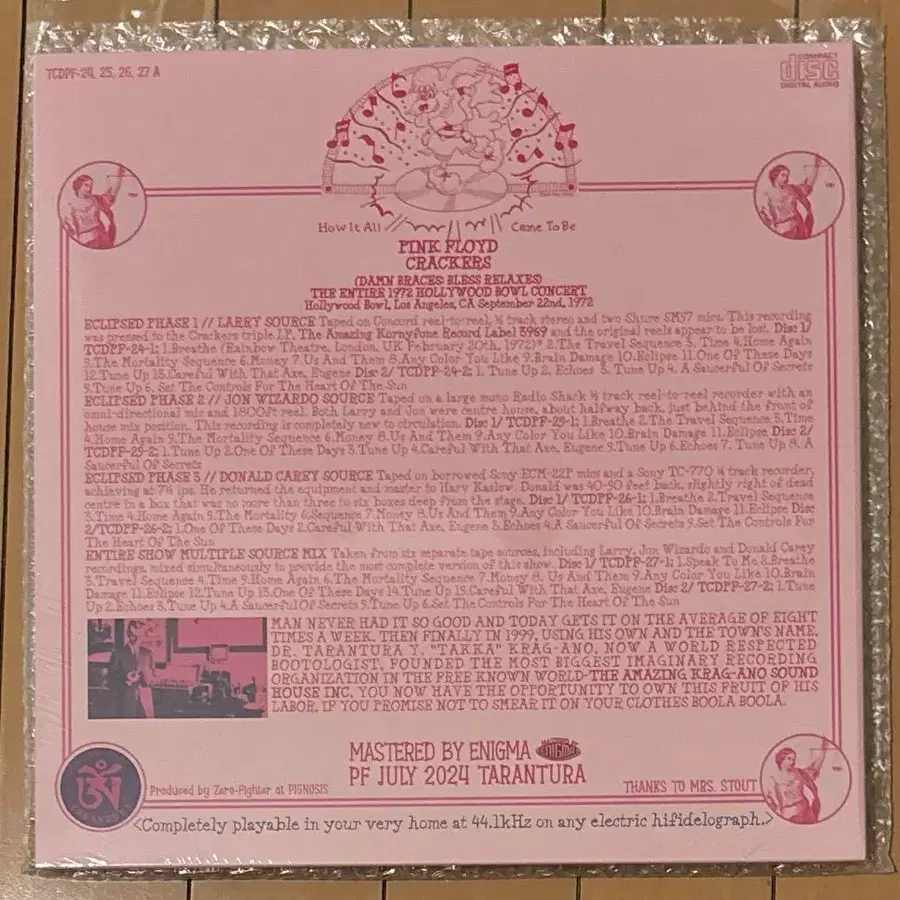 TCDPF-24, 25, 26, 27 A
COMPACT
disc
DIGITAL AUDIO
How It All Came To Be
PINK FLOYD
CRACKERS
(DAMN BRACES: BLESS RELAXES)
THE ENTIRE 1972 HOLLYWOOD BOWL CONCERT
Hollywood Bowl, Los Angeles, CA September 22nd, 1972
ECLIPSED PHASE 1 // LARRY SOURCE Taped on Concord reel-to-reel, ¼ track stereo and two Shure SM57 mics. This recording
was pressed to the Crackers triple LP, The Amazing Kornyfone Record Label 3969 and the original reels appear to be lost. Disc 1/
TCDPF-24-1; 1.Breathe (Rainbow Theatre, London, UK February 20th, 1972)* 2.The Travel Sequence 3. Time 4.Home Again
5.The Mortality Sequence 6.Money 7.Us And Them 8.Any Color You Like 9.Brain Damage 10.Eclipse 11.One Of These Days
12.Tune Up 13.Careful With That Axe, Eugene Disc 2/ TCDPF-24-2; 1. Tune Up 2. Echoes 3. Tune Up 4. A Saucerful Of Secrets
5.Tune Up 6. Set The Controls For The Heart Of The Sun
ECLIPSED PHASE 2 // JON WIZARDO SOURCE Taped on a large mono Radio Shack ½ track reel-to-reel recorder with an
omni-directional mic and 1800ft reel. Both Larry and Jon were centre house, about halfway back, just behind the front of
house mix position. This recording is completely new to circulation. Disc 1/ TCDPF-25-1; 1.Breathe 2.The Travel Sequence 3.Time
4.Home Again 5.The Mortality Sequence 6.Money 8.Us And Them 9.Any Color You Like 10.Brain Damage 11.Eclipse Disc 2/
TCDPF-25-2; 1.Tune Up 2.One Of These Days 3.Tune Up 4.Careful With That Axe, Eugene 5.Tune Up 6.Echoes 7. Tune Up 8. A
Saucerful Of Secrets
ECLIPSED PHASE 3 // DONALD CAREY SOURCE Taped on borrowed Sony ECM-22P mics and a Sony TC-770 ¼ track recorder,
achieving at 7½ ips. He returned the equipment and master to Harv Kaslow. Donald was 40-50 feet back, slightly right of dead
centre in a box that was no more than three to six boxes deep from the stage. Disc 1/ TCDPF-26-1; 1.Breathe 2.Travel Sequence
3.Time 4.Home Again 5.The Mortality 6.Sequence 7.Money 8.Us And Them 9.Any Color You Like 10.Brain Damage 11.Eclipse Disc
2/TCDPF-26-2; 1.One Of These Days 2.Careful With That Axe, Eugene 3.Echoes 4.A Saucerful Of Secrets 5.Set The Controls For
The Heart Of The Sun
ENTIRE SHOW MULTIPLE SOURCE MIX Taken from six separate tape sources, including Larry, Jon Wizardo and Donald Carey
recordings, mixed simultaneously to provide the most complete version of this show. Disc 1/ TCDPF-27-1; 1.Speak To Me 2.Breathe
3.Travel Sequence 4.Time 5.Home Again 6.The Mortality Sequence 7.Money 8. Us And Them 9.Any Color You Like 10.Brain
Damage 11.Eclipse 12.Tune Up 13.One Of These Days 14.Tune Up 15.Careful With That Axe, Eugene Disc 2/ TCDPF-27-2; 1.Tune
Up 2.Echoes 3.Tune Up 4.A Saucerful Of Secrets 5.Tune Up 6.Set The Controls For The Heart Of The Sun
MAN NEVER HAD IT SO GOOD AND TODAY GETS IT ON THE AVERAGE OF EIGHT
TIMES A WEEK. THEN FINALLY IN 1999, USING HIS OWN AND THE TOWN'S NAME,
DR. TARANTURA Y. "TAKKA" KRAG-ANO, NOW A WORLD RESPECTED
BOOTOLOGIST, FOUNDED THE MOST BIGGEST IMAGINARY RECORDING
ORGANIZATION IN THE FREE KNOWN WORLD-THE AMAZING KRAG-ANO SOUND
HOUSE INC, YOU NOW HAVE THE OPPORTUNITY TO OWN THIS FRUIT OF HIS
LABOR, IF YOU PROMISE NOT TO SMEAR IT ON YOUR CLOTHES BOOLA BOOLA.
MASTERED BY ENIGMA enigma
PF JULY 2024 TARANTURA
Produced by Zero-Fighter at PIGNOSIS
THANKS TO MRS. STOUT
<Completely playable in your very home at 44.1kHz on any electric hifidelograph.>